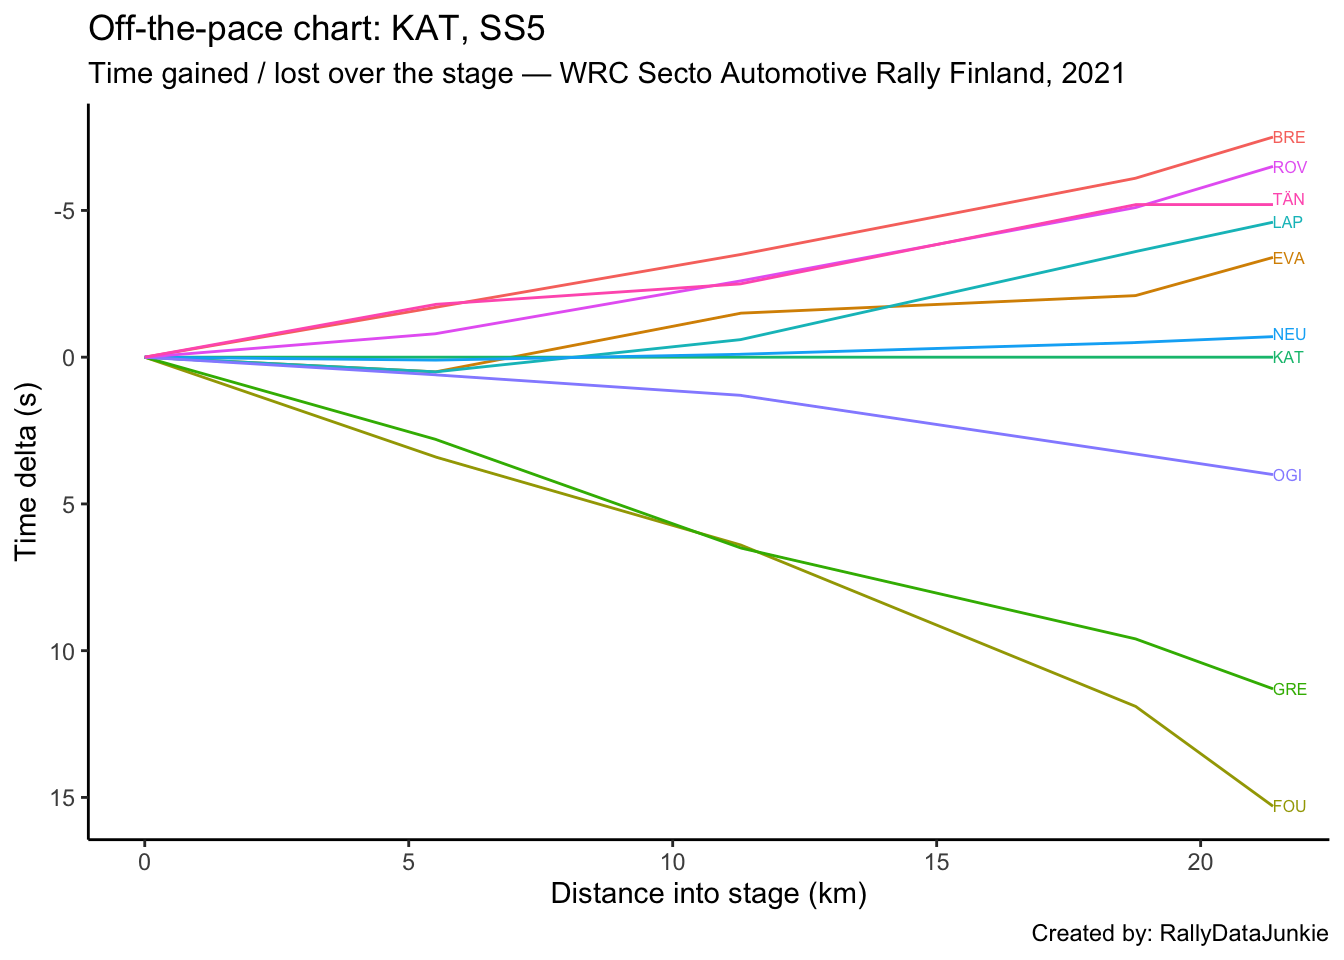 Off-the-pace chart: KAT, SS5
Time gained / lost over the stage — WRC Secto Automotive Rally Finland, 2021
BRE
ROV
TÄN
LAP
EVA
NEU
KAT
OGI
GRE
FOU
-5
0
5
10
15
Time delta (s)
0 5 10 15 20
Distance into stage (km)
Created by: RallyDataJunkie